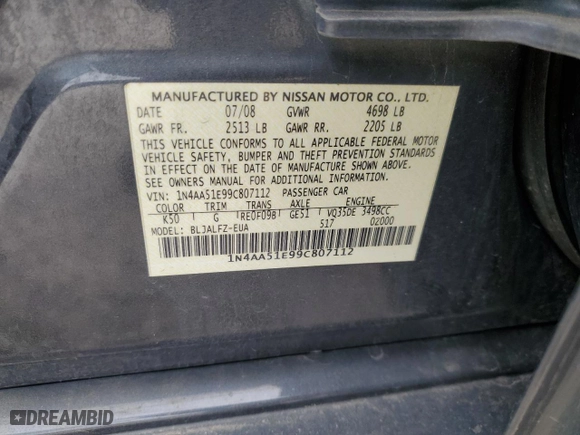 MANUFACTURED BY NISSAN MOTOR CO., LTD.
DATE 07/08 GVWR 4698 LB
GAWR FR. 2513 LB GAWR RR. 2205 LB
THIS VEHICLE CONFORMS TO ALL APPLICABLE FEDERAL MOTOR
VEHICLE SAFETY, BUMPER AND THEFT PREVENTION STANDARDS
IN EFFECT ON THE DATE OF MANUFACTURE SHOWN ABOVE.
SEE OWNERS MANUAL FOR ADDITIONAL INFORMATION.
VIN: 1N4AA51E99C807112 PASSENGER CAR
COLOR TRIM TRANS AXLE ENGINE
K50 G RE0F09B GE51 VQ35DE 3498CC
MODEL: BLJALFZ-EUA 517 02000
1N4AA51E99C807112
DREAMBID